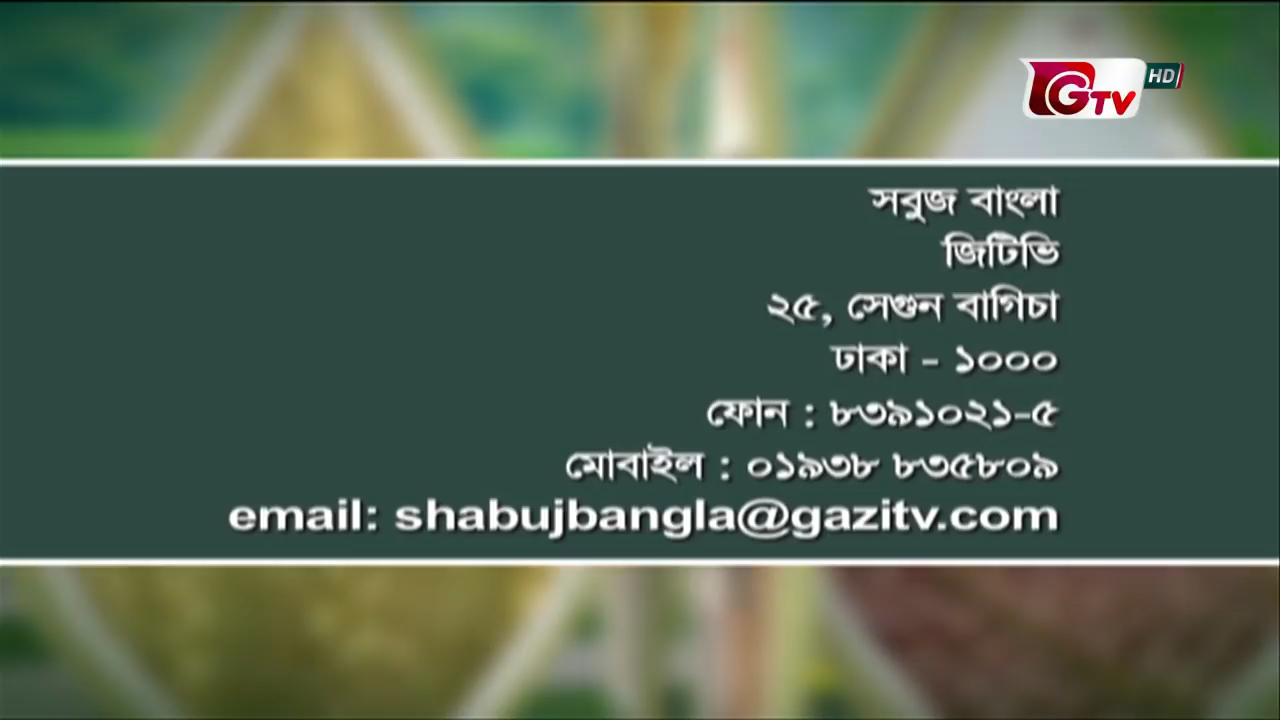 GTV HD
সবুজ বাংলা
জিটিভি
২৫, সেগুন বাগিচা
ঢাকা - ১০০০
ফোন : ৮৩৯১০২১-৫
মোবাইল : ০১৯৩৮ ৮৩৫৮০৯
email: shabujbangla@gazitv.com